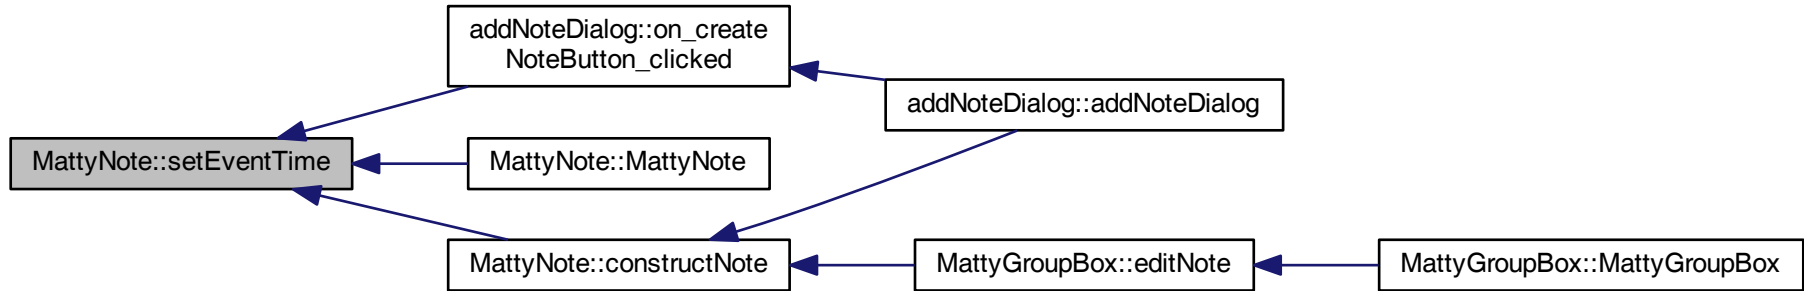 addNoteDialog::on_create
NoteButton_clicked
addNoteDialog::addNoteDialog
MattyNote::setEventTime
MattyNote::MattyNote
MattyNote::constructNote
MattyGroupBox::editNote
MattyGroupBox::MattyGroupBox